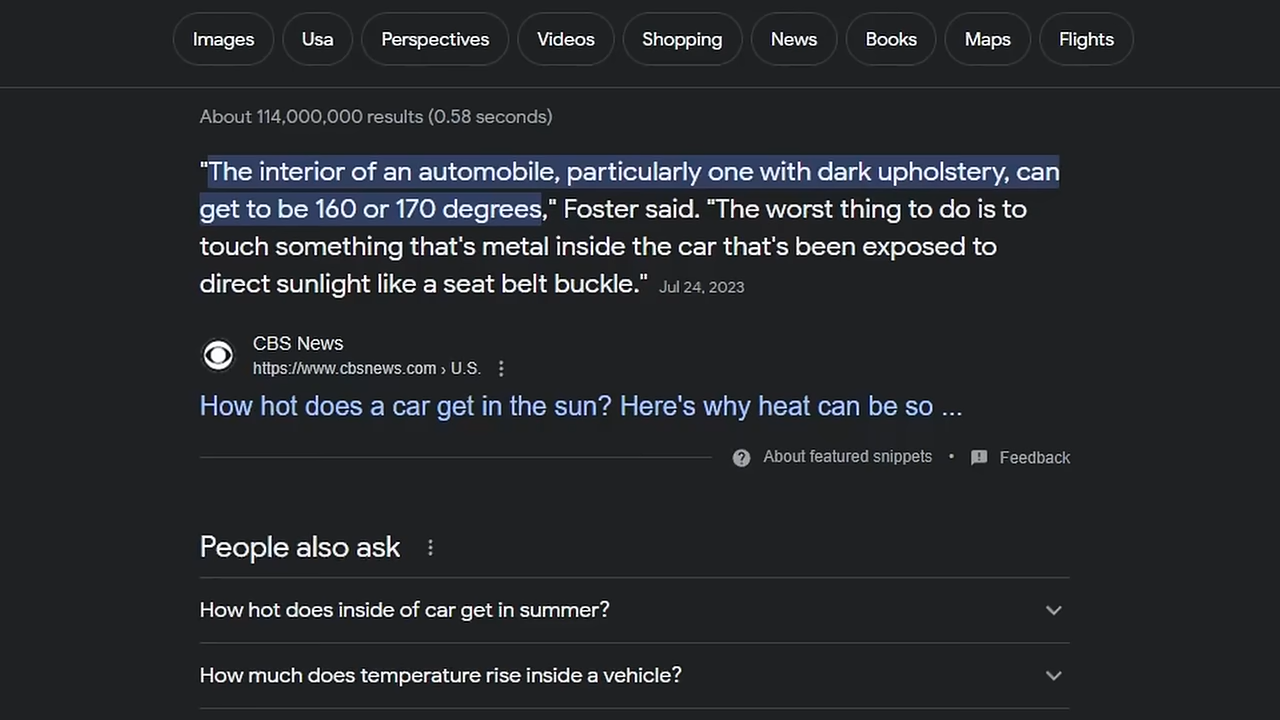 Images Usa Perspectives Videos Shopping News Books Maps Flights
About 114,000,000 results (0.58 seconds)
"The interior of an automobile, particularly one with dark upholstery, can
get to be 160 or 170 degrees," Foster said. "The worst thing to do is to
touch something that's metal inside the car that's been exposed to
direct sunlight like a seat belt buckle." Jul 24, 2023
CBS News
https://www.cbsnews.com › U.S.
How hot does a car get in the sun? Here's why heat can be so ...
About featured snippets • Feedback
People also ask
How hot does inside of car get in summer?
How much does temperature rise inside a vehicle?